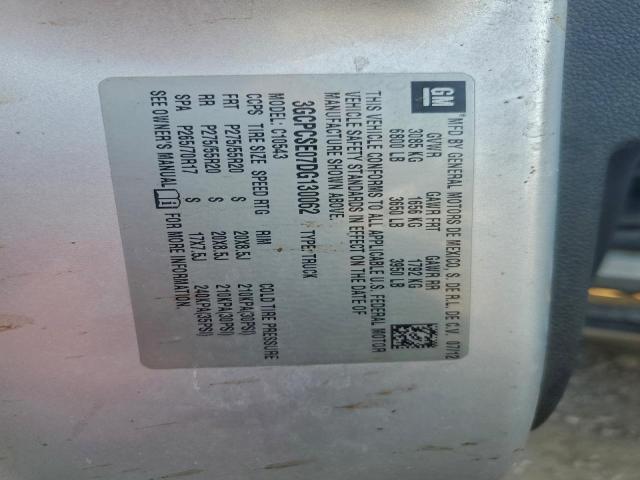 GM
MFD BY GENERAL MOTORS DE MEXICO, S. DE R.L. DE C.V. 07/12
GVWR GAWR FRT GAWR RR
3085 KG 1656 KG 1792 KG
6800 LB 3650 LB 3950 LB
THIS VEHICLE CONFORMS TO ALL APPLICABLE U.S. FEDERAL MOTOR
VEHICLE SAFETY STANDARDS IN EFFECT ON THE DATE OF
MANUFACTURE SHOWN ABOVE.
3GCPCSE07DG130062 TYPE: TRUCK
C10543
CCPS TIRE SIZE SPEED RTG RIM COLD TIRE PRESSURE
FRT P275/55R20 S 20X8.5J 210KPA(30PSI)
RR P275/55R20 S 20X8.5J 210KPA(30PSI)
SPA P265/70R17 S 17X7.5J 240KPA(35PSI)
SEE OWNER'S MANUAL FOR MORE INFORMATION.